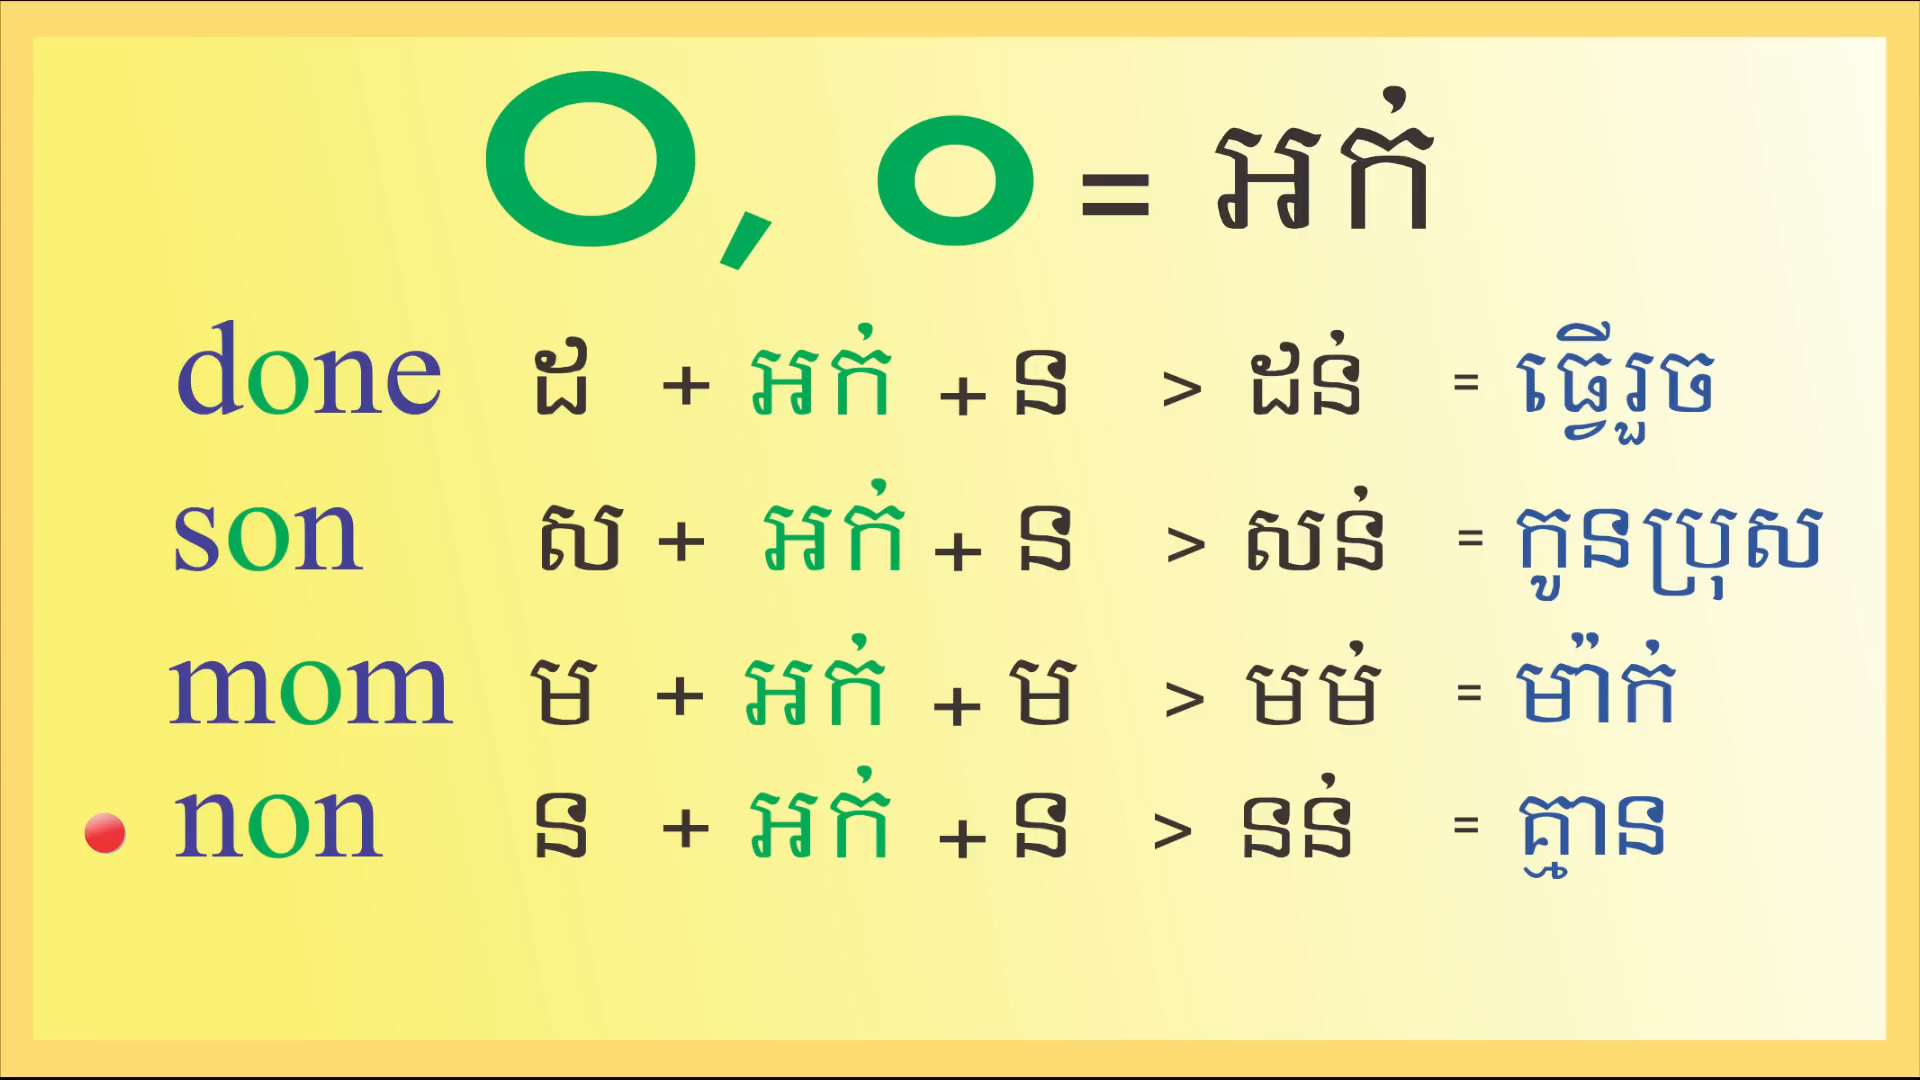 O, o = អក់
done ដ + អក់ + ន > ដន់ = ធ្វើរួច
son ស + អក់ + ន > សន់ = កូនប្រុស
mom ម + អក់ + ម > មម់ = ម៉ាក់
non ន + អក់ + ន > នន់ = គ្មាន